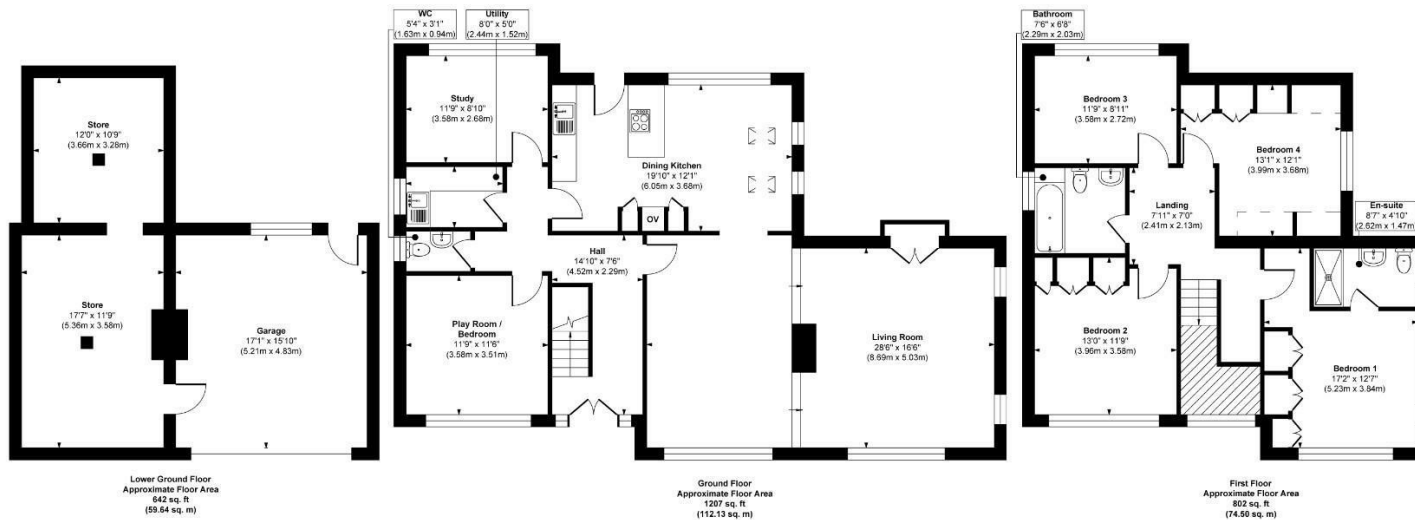 Store
12'0" x 10'9"
(3.66m x 3.28m)
Store
17'7" x 11'9"
(5.36m x 3.58m)
Garage
17'1" x 15'10"
(5.21m x 4.83m)
Lower Ground Floor
Approximate Floor Area
642 sq. ft
(59.64 sq. m)
WC
5'4" x 3'1"
(1.63m x 0.94m)
Utility
8'0" x 5'0"
(2.44m x 1.52m)
Study
11'9" x 8'10"
(3.58m x 2.68m)
Dining Kitchen
19'10" x 12'1"
(6.05m x 3.68m)
OV
Hall
14'10" x 7'6"
(4.52m x 2.29m)
Play Room /
Bedroom
11'9" x 11'6"
(3.58m x 3.51m)
Living Room
28'6" x 16'6"
(8.69m x 5.03m)
Ground Floor
Approximate Floor Area
1207 sq. ft
(112.13 sq. m)
Bathroom
7'6" x 6'8"
(2.29m x 2.03m)
Bedroom 3
11'9" x 8'11"
(3.58m x 2.72m)
Bedroom 4
13'1" x 12'1"
(3.99m x 3.68m)
Landing
7'11" x 7'0"
(2.41m x 2.13m)
En-suite
8'7" x 4'10"
(2.62m x 1.47m)
Bedroom 2
13'0" x 11'9"
(3.96m x 3.58m)
Bedroom 1
17'2" x 12'7"
(5.23m x 3.84m)
First Floor
Approximate Floor Area
802 sq. ft
(74.50 sq. m)